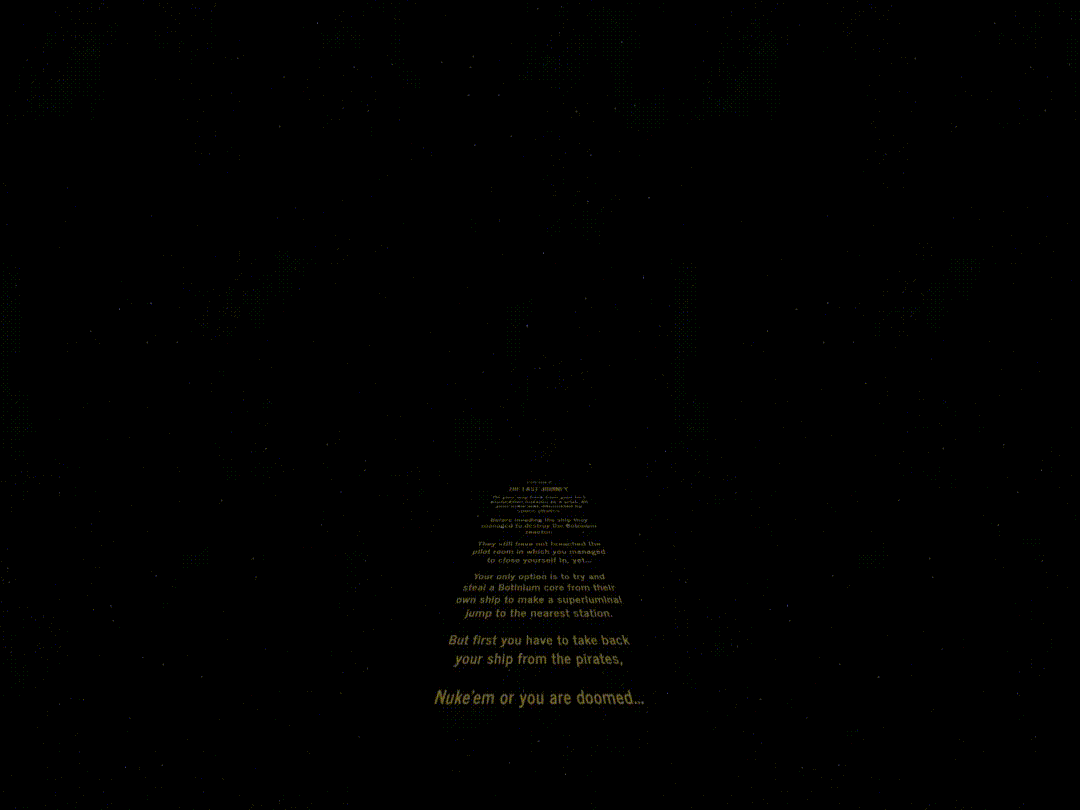 THE LAST JOURNEY
Before invading the ship they
managed to destroy the Botinium
reactor.
They still have not breached the
pilot room in which you managed
to close yourself in, yet...
Your only option is to try and
steal a Botinium core from their
own ship to make a superluminal
jump to the nearest station.
But first you have to take back
your ship from the pirates,
Nuke'em or you are doomed...